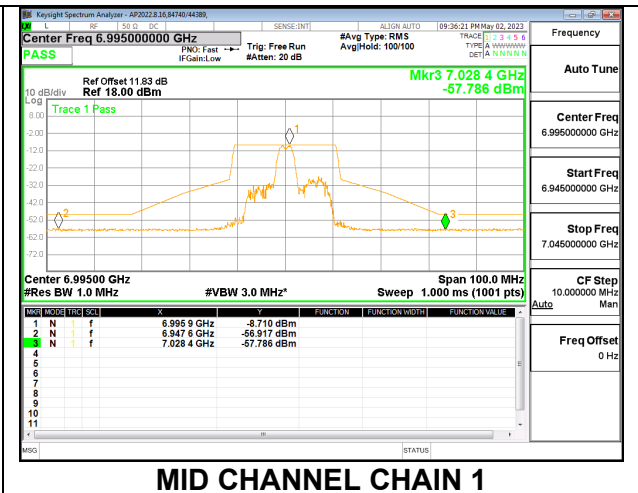 Keysight Spectrum Analyzer - AP2022.8.16,84740/44389,
L RF 50 Ω DC SENSE:INT ALIGN AUTO 09:36:21 PM May 02, 2023
Center Freq 6.995000000 GHz
PASS
PNO: Fast
IFGain:Low
Trig: Free Run
#Atten: 20 dB
#Avg Type: RMS
Avg|Hold: 100/100
TRACE 1 2 3 4 5 6
TYPE A WWWWW
DET A N N N N N
Ref Offset 11.83 dB
Ref 18.00 dBm
10 dB/div
Log
Mkr3 7.028 4 GHz
-57.786 dBm
Trace 1 Pass
8.00
-2.00
-12.0
-22.0
-32.0
-42.0
-52.0
-62.0
-72.0
1
2
3
Center 6.99500 GHz
Span 100.0 MHz
#Res BW 1.0 MHz
#VBW 3.0 MHz*
Sweep 1.000 ms (1001 pts)
MKR MODE TRC SCL X Y FUNCTION FUNCTION WIDTH FUNCTION VALUE
1 N 1 f 6.995 9 GHz -8.710 dBm
2 N 1 f 6.947 6 GHz -56.917 dBm
3 N 1 f 7.028 4 GHz -57.786 dBm
4
5
6
7
8
9
10
11
MSG
STATUS
Frequency
Auto Tune
Center Freq
6.995000000 GHz
Start Freq
6.945000000 GHz
Stop Freq
7.045000000 GHz
CF Step
10.000000 MHz
Auto Man
Freq Offset
0 Hz
MID CHANNEL CHAIN 1